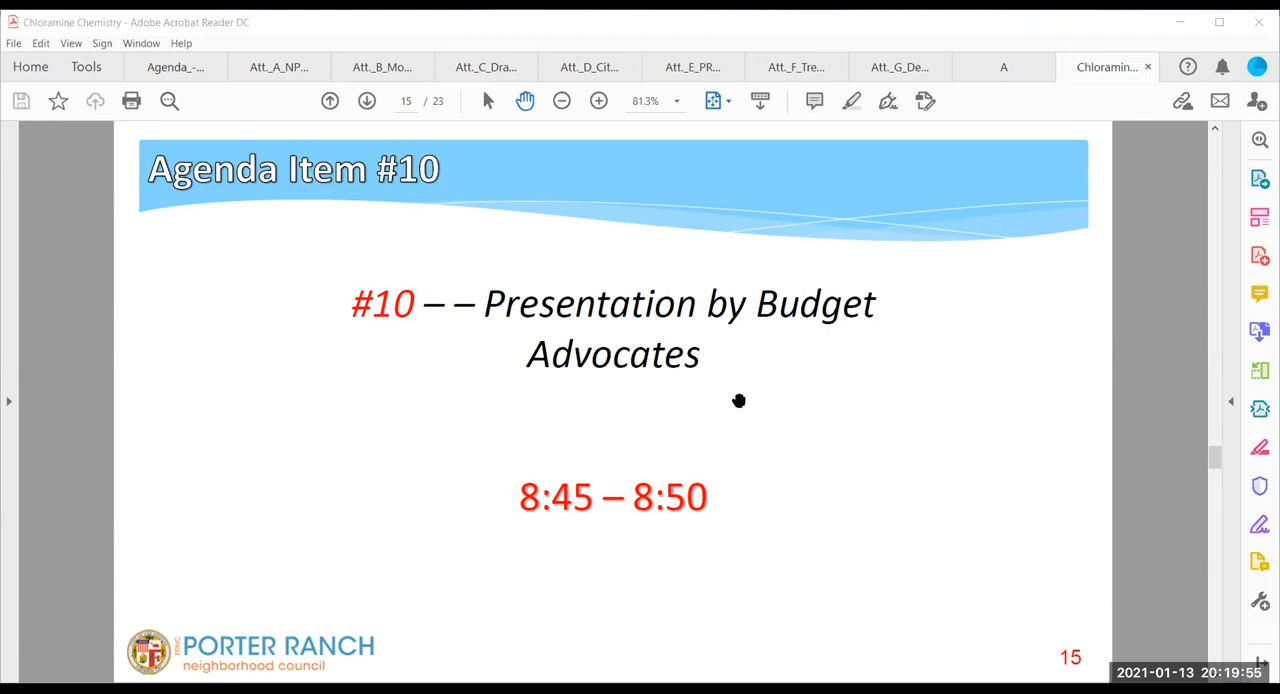 Chloramine Chemistry - Adobe Acrobat Reader DC
File Edit View Sign Window Help
Home Tools Agenda_-... Att._A_NP... Att._B_Mo... Att._C_Dra... Att._D_Cit... Att._E_PR... Att._F_Tre... Att._G_De... A Chloramin... ×
15 / 23 81.3%
Agenda Item #10
#10 – – Presentation by Budget
Advocates
8:45 – 8:50
PRNC PORTER RANCH
neighborhood council
15
2021-01-13 20:19:55